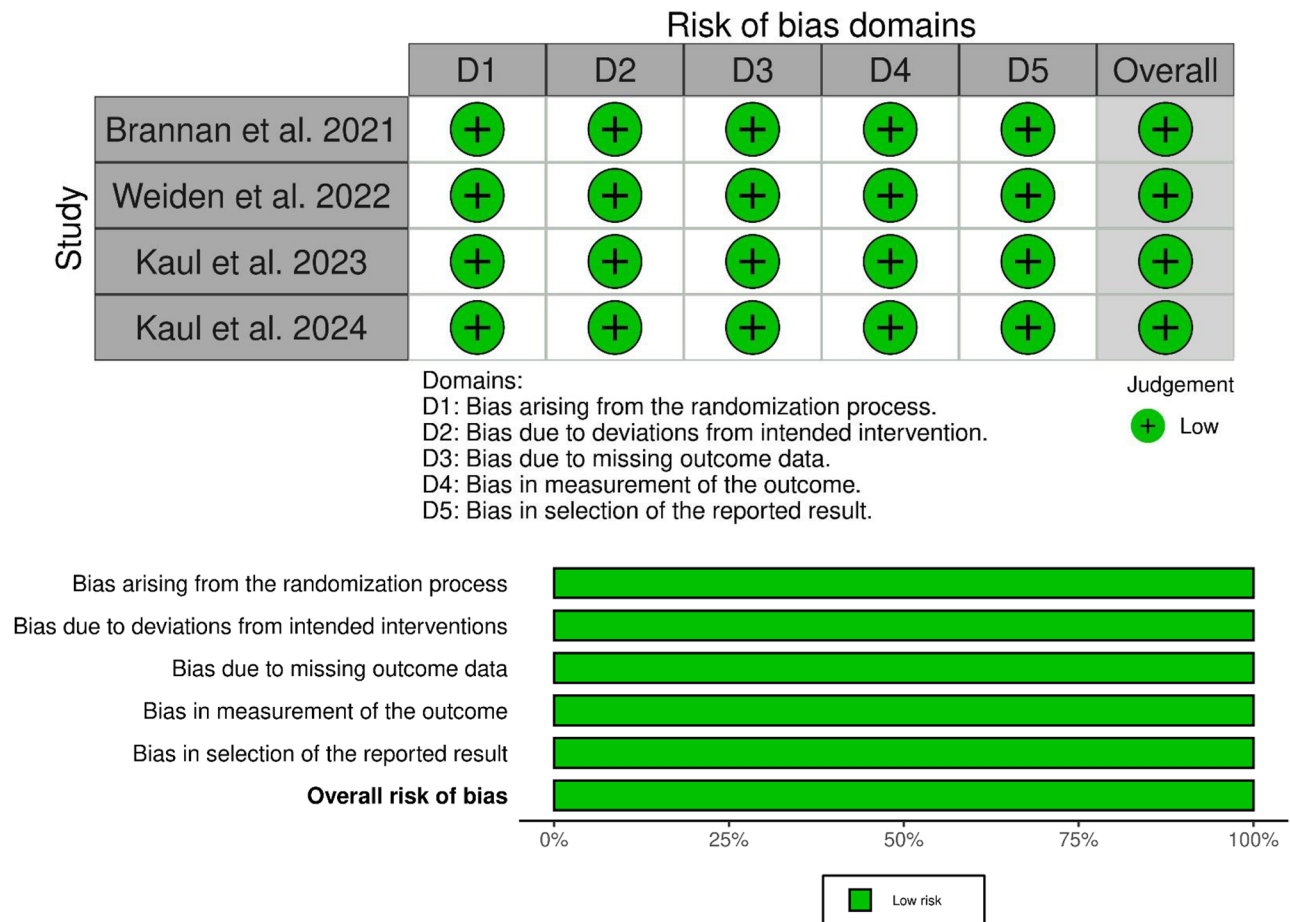 Risk of bias domains
D1 D2 D3 D4 D5 Overall
Study
Brannan et al. 2021 + + + + + +
Weiden et al. 2022 + + + + + +
Kaul et al. 2023 + + + + + +
Kaul et al. 2024 + + + + + +
Domains:
D1: Bias arising from the randomization process.
D2: Bias due to deviations from intended intervention.
D3: Bias due to missing outcome data.
D4: Bias in measurement of the outcome.
D5: Bias in selection of the reported result.
Judgement
+ Low
Bias arising from the randomization process
Bias due to deviations from intended interventions
Bias due to missing outcome data
Bias in measurement of the outcome
Bias in selection of the reported result
Overall risk of bias
0% 25% 50% 75% 100%
Low risk